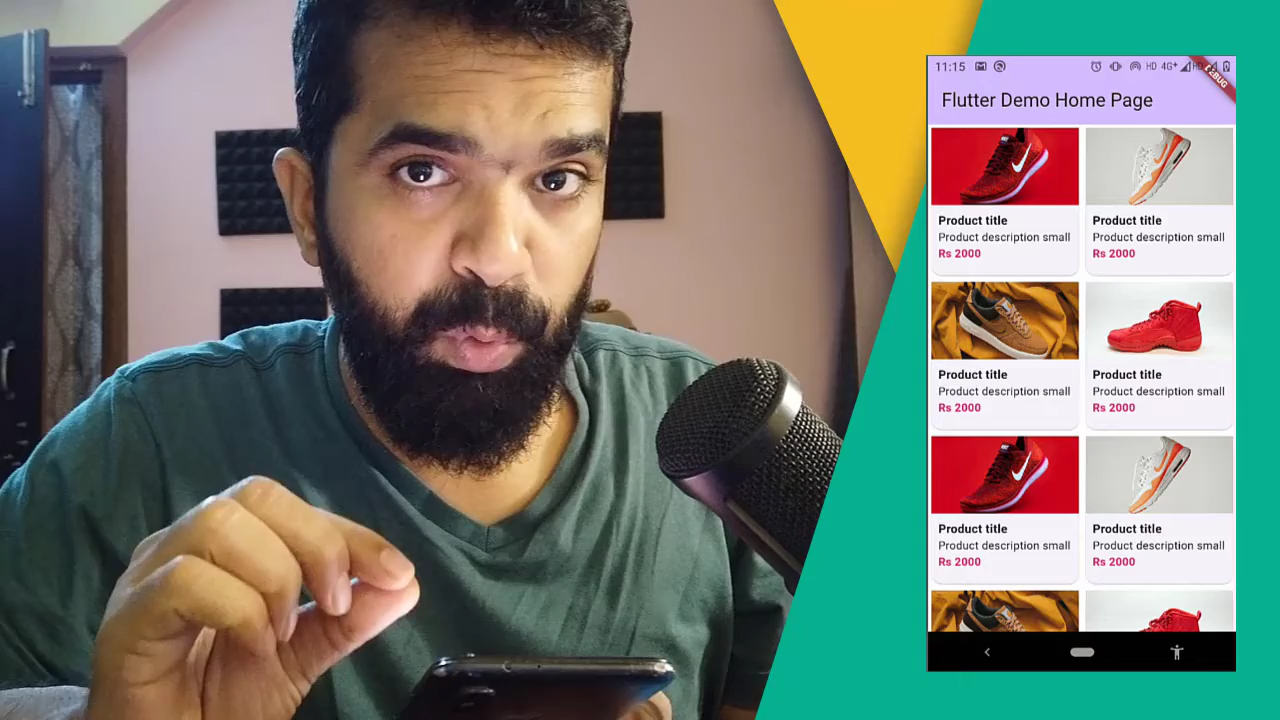 11:15 HD 4G+ HD
DEBUG
Flutter Demo Home Page
Product title
Product description small
Rs 2000
Product title
Product description small
Rs 2000
Product title
Product description small
Rs 2000
Product title
Product description small
Rs 2000
Product title
Product description small
Rs 2000
Product title
Product description small
Rs 2000